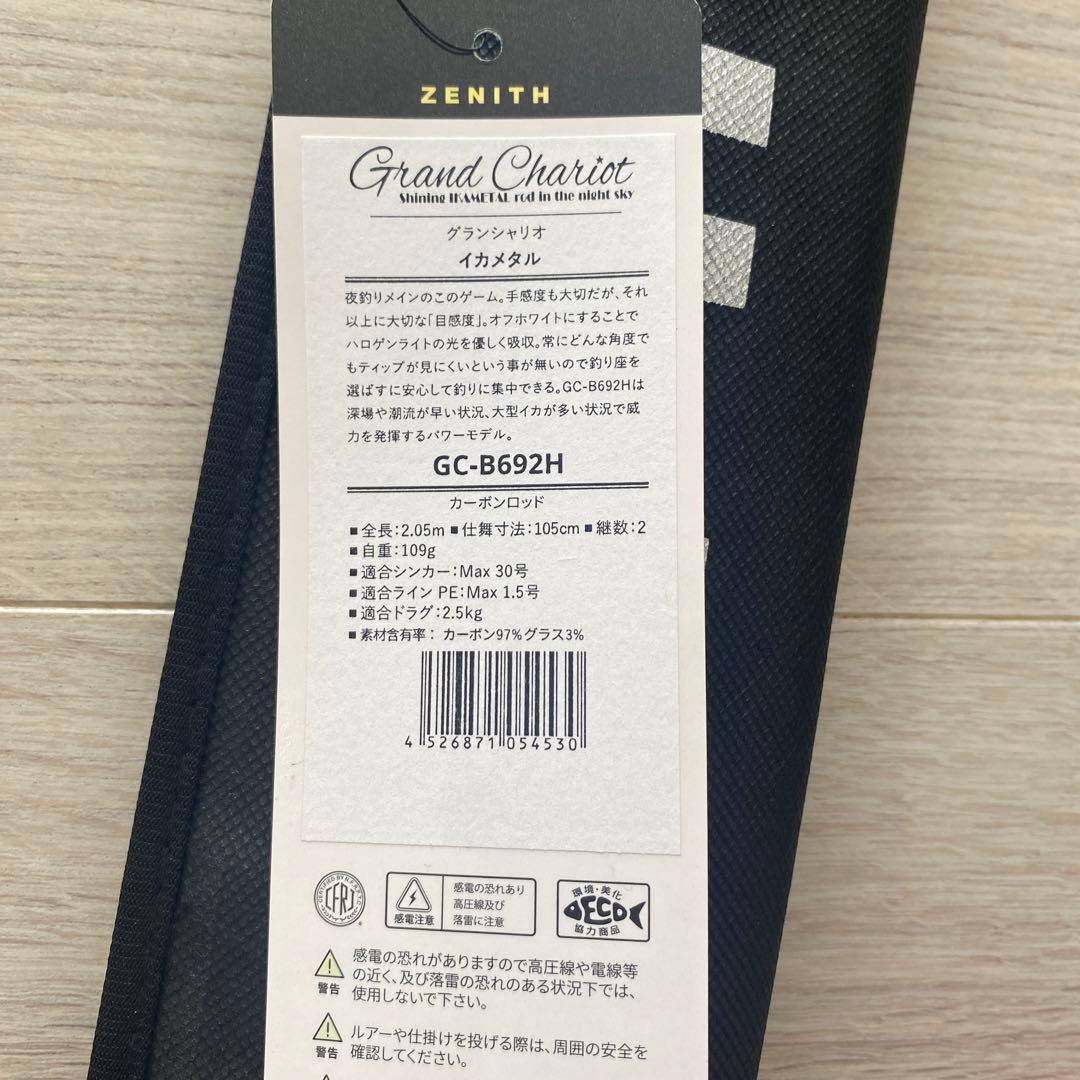 ZENITH
Grand Chariot
Shining IKAMETAL rod in the night sky
グランシャリオ
イカメタル
夜釣りメインのこのゲーム。手感度も大切だが、それ
以上に大切な「目感度」。オフホワイトにすることで
ハロゲンライトの光を優しく吸収。常にどんな角度で
もティップが見にくいという事が無いので釣り座を
選ばすに安心して釣りに集中できる。GC-B692Hは
深場や潮流が早い状況、大型イカが多い状況で威
力を発揮するパワーモデル。
GC-B692H
カーボンロッド
■全長:2.05m ■仕舞寸法:105cm ■継数:2
■自重:109g
■適合シンカー:Max 30号
■適合ライン PE:Max 1.5号
■適合ドラグ:2.5kg
■素材含有率: カーボン97%グラス3%
4 526871 054530
CFRT
感電注意
感電の恐れあり
高圧線及び
落雷に注意
環境・美化
ECO
協力商品
警告
感電の恐れがありますので高圧線や電線等
の近く、及び落雷の恐れのある状況下では、
使用しないで下さい。
警告
ルアーや仕掛けを投げる際は、周囲の安全を
確認してください。